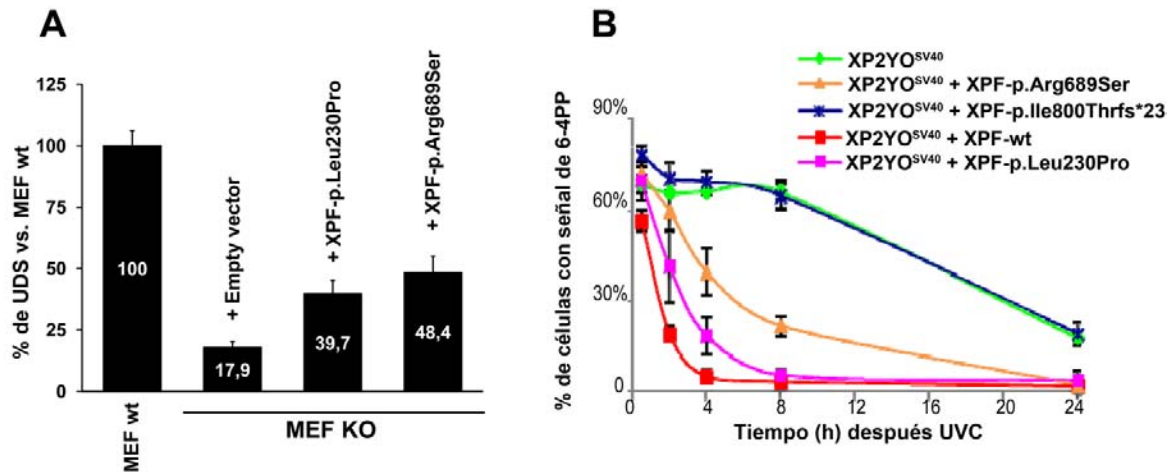 A
% de UDS vs. MEF wt
125
100
75
50
25
0
100
17,9
39,7
48,4
+ Empty vector
+ XPF-p.Leu230Pro
+ XPF-p.Arg689Ser
MEF wt
MEF KO
B
XP2YOSV40
XP2YOSV40 + XPF-p.Arg689Ser
XP2YOSV40 + XPF-p.Ile800Thrfs*23
XP2YOSV40 + XPF-wt
XP2YOSV40 + XPF-p.Leu230Pro
% de células con señal de 6-4PP
90%
60%
30%
0
0 4 8 12 16 20 24
Tiempo (h) después UVC